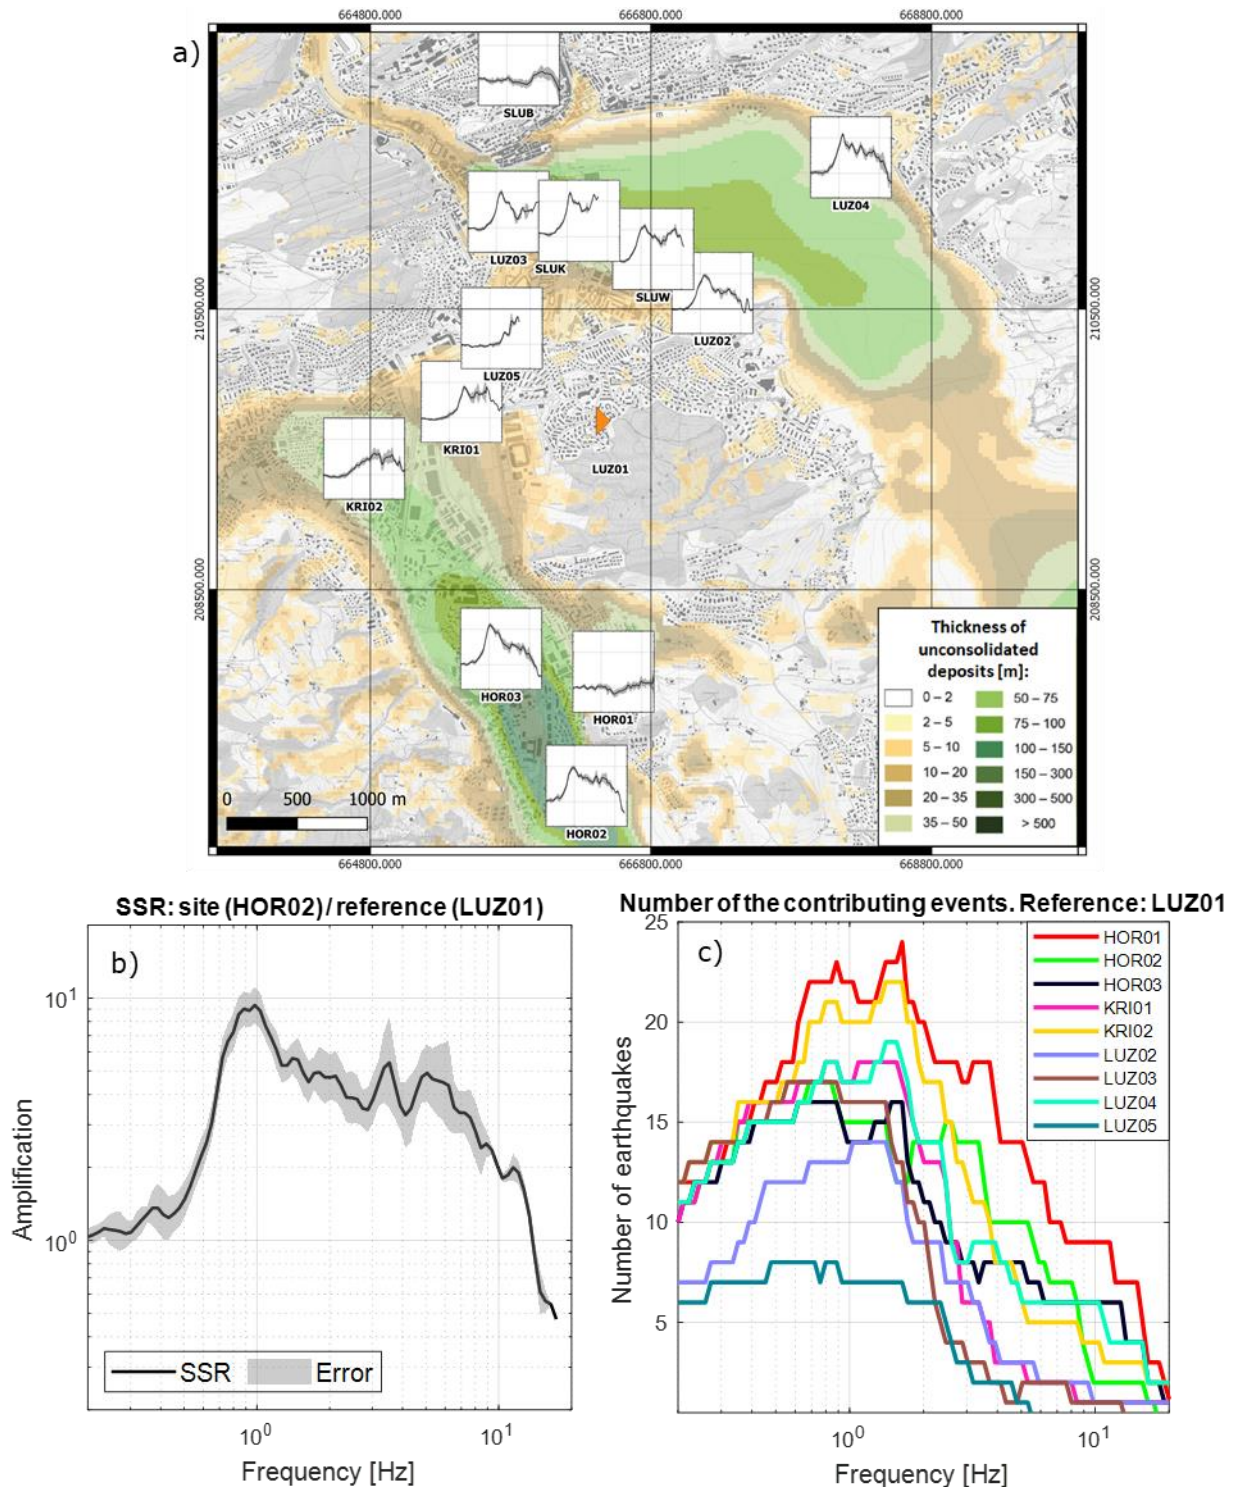 664800.000 666800.000 668800.000
a)
SLUB
LUZ04
LUZ03
SLUK
SLUW
LUZ02
210500.000 210500.000
LUZ05
KRI01
LUZ01
KRI02
208500.000 208500.000
HOR03
HOR01
HOR02
Thickness of
unconsolidated
deposits [m]:
0 – 2 50 – 75
2 – 5 75 – 100
5 – 10 100 – 150
10 – 20 150 – 300
20 – 35 300 – 500
35 – 50 > 500
0 500 1000 m
664800.000 666800.000 668800.000
SSR: site (HOR02) / reference (LUZ01)
b)
Amplification
10¹
10⁰
SSR Error
10⁰ 10¹
Frequency [Hz]
Number of the contributing events. Reference: LUZ01
c)
Number of earthquakes
25
20
15
10
5
HOR01
HOR02
HOR03
KRI01
KRI02
LUZ02
LUZ03
LUZ04
LUZ05
10⁰ 10¹
Frequency [Hz]